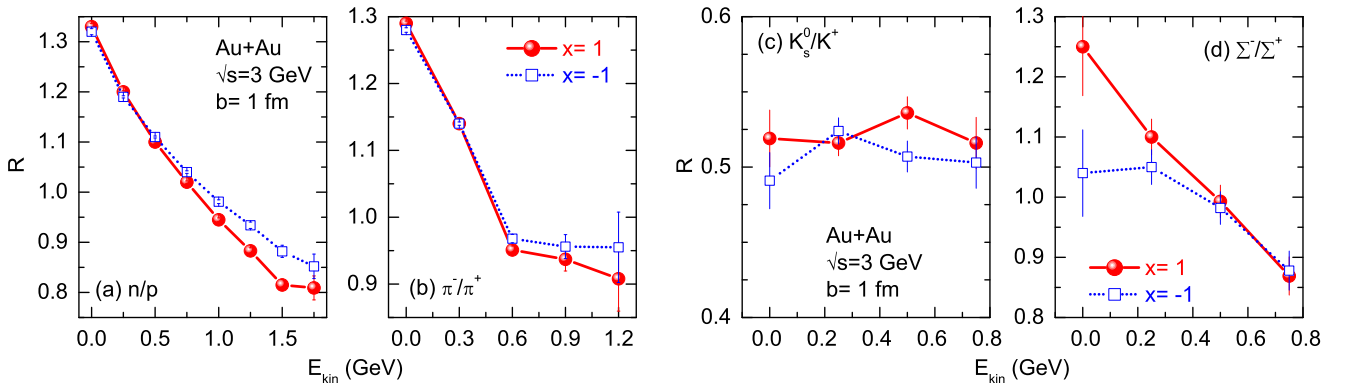 R
1.3
1.2
1.1
1.0
0.9
0.8
Au+Au
√s=3 GeV
b= 1 fm
(a) n/p
0.0 0.5 1.0 1.5
1.3
1.2
1.1
1.0
0.9
x= 1
x= -1
(b) π⁻/π⁺
0.0 0.3 0.6 0.9 1.2
E_kin (GeV)
R
0.6
0.5
0.4
(c) K_s^0/K⁺
Au+Au
√s=3 GeV
b= 1 fm
0.0 0.2 0.4 0.6 0.8
1.3
1.2
1.1
1.0
0.9
0.8
(d) Σ⁻/Σ⁺
x= 1
x= -1
0.0 0.2 0.4 0.6 0.8
E_kin (GeV)